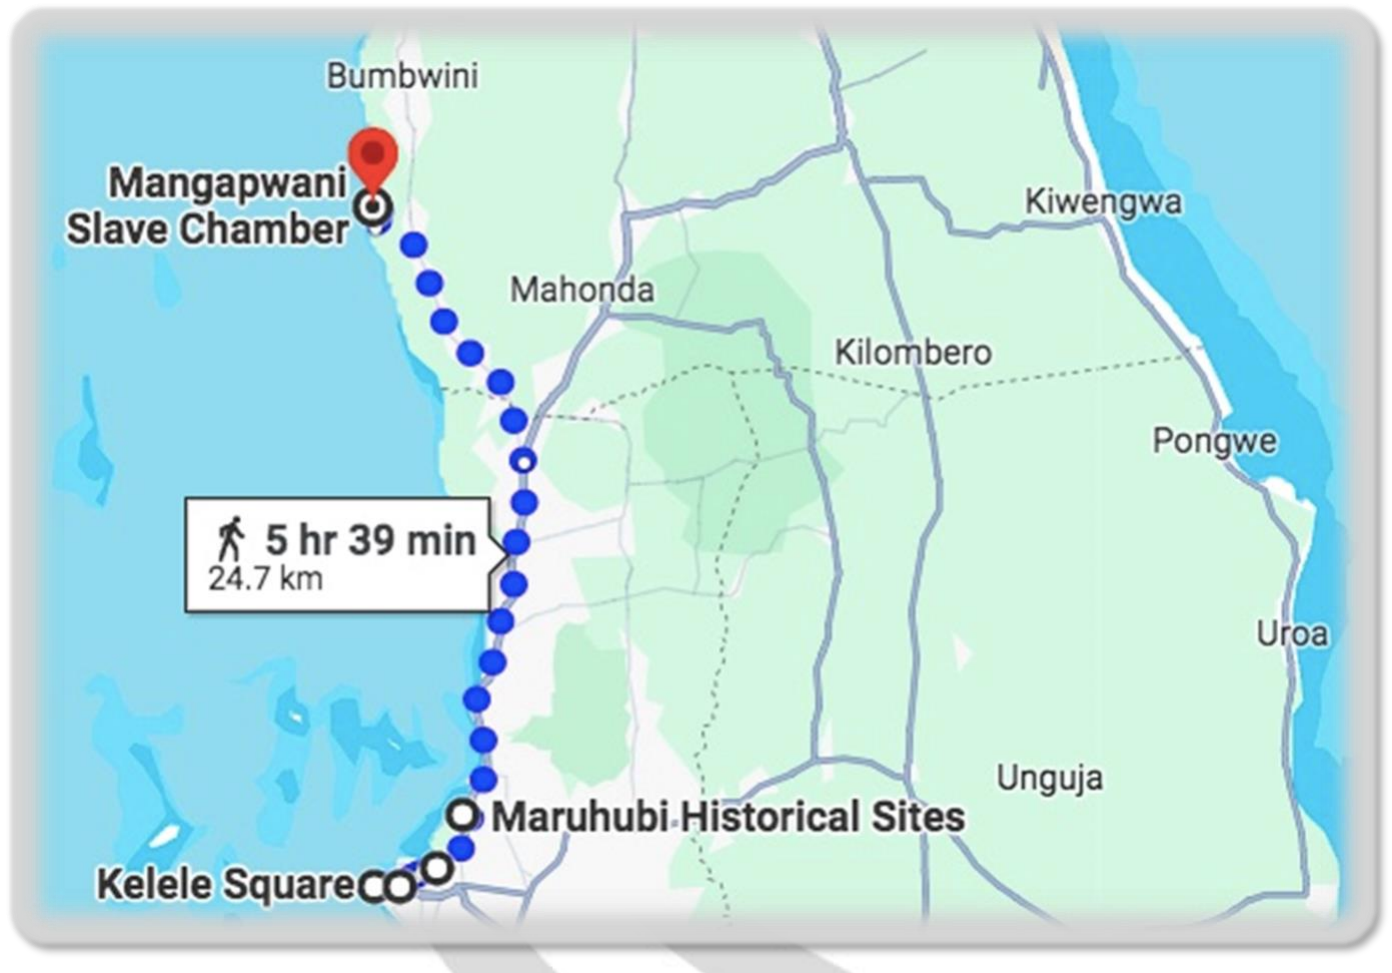 Bumbwini
Mangapwani
Slave Chamber
Kiwengwa
Mahonda
Kilombero
Pongwe
5 hr 39 min
24.7 km
Uroa
Unguja
Maruhubi Historical Sites
Kelele Square